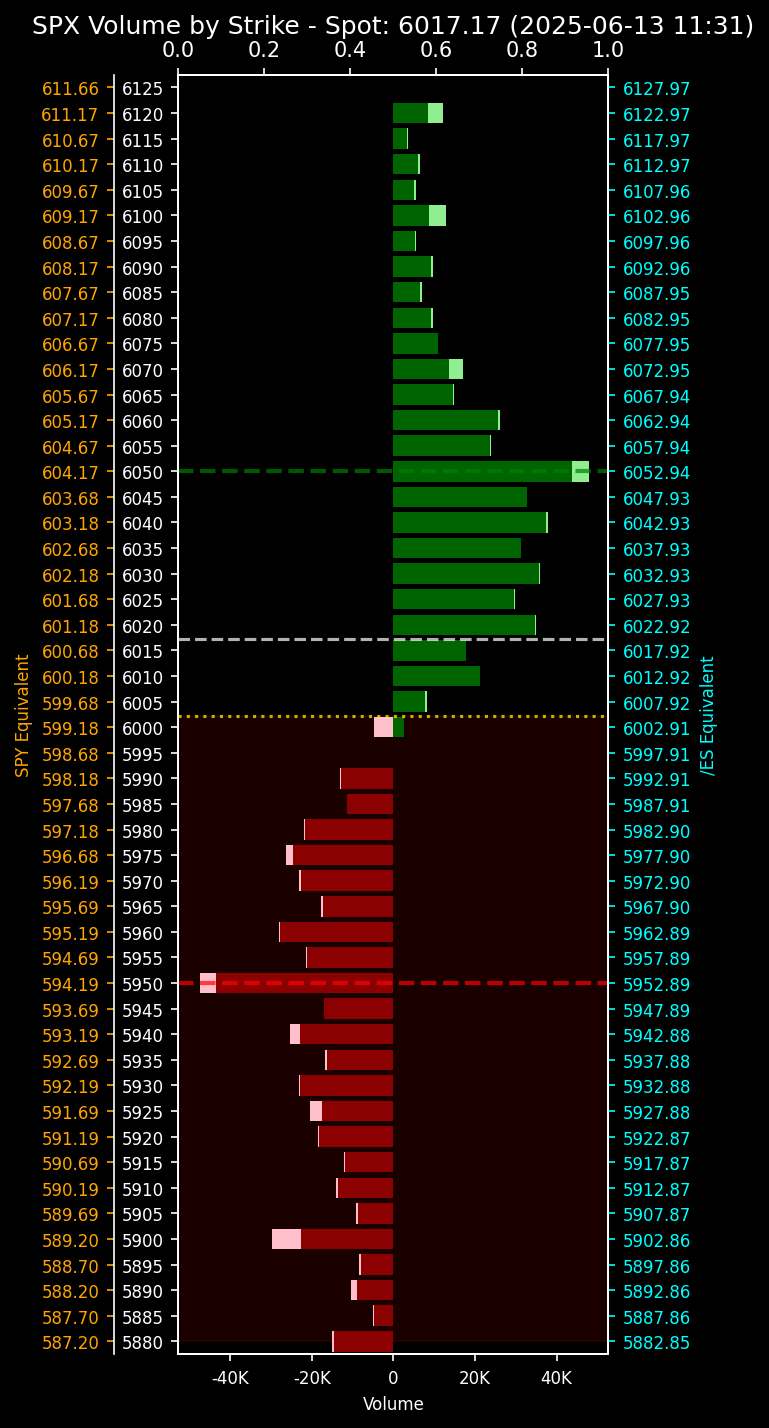 SPX Volume by Strike - Spot: 6017.17 (2025-06-13 11:31)
0.0 0.2 0.4 0.6 0.8 1.0
611.66 6125 6127.97
611.17 6120 6122.97
610.67 6115 6117.97
610.17 6110 6112.97
609.67 6105 6107.96
609.17 6100 6102.96
608.67 6095 6097.96
608.17 6090 6092.96
607.67 6085 6087.95
607.17 6080 6082.95
606.67 6075 6077.95
606.17 6070 6072.95
605.67 6065 6067.94
605.17 6060 6062.94
604.67 6055 6057.94
604.17 6050 6052.94
603.68 6045 6047.93
603.18 6040 6042.93
602.68 6035 6037.93
602.18 6030 6032.93
601.68 6025 6027.93
601.18 6020 6022.92
600.68 6015 6017.92
600.18 6010 6012.92
599.68 6005 6007.92
599.18 6000 6002.91
598.68 5995 5997.91
598.18 5990 5992.91
597.68 5985 5987.91
597.18 5980 5982.90
596.68 5975 5977.90
596.19 5970 5972.90
595.69 5965 5967.90
595.19 5960 5962.89
594.69 5955 5957.89
594.19 5950 5952.89
593.69 5945 5947.89
593.19 5940 5942.88
592.69 5935 5937.88
592.19 5930 5932.88
591.69 5925 5927.88
591.19 5920 5922.87
590.69 5915 5917.87
590.19 5910 5912.87
589.69 5905 5907.87
589.20 5900 5902.86
588.70 5895 5897.86
588.20 5890 5892.86
587.70 5885 5887.86
587.20 5880 5882.85
SPY Equivalent
/ES Equivalent
-40K -20K 0 20K 40K
Volume